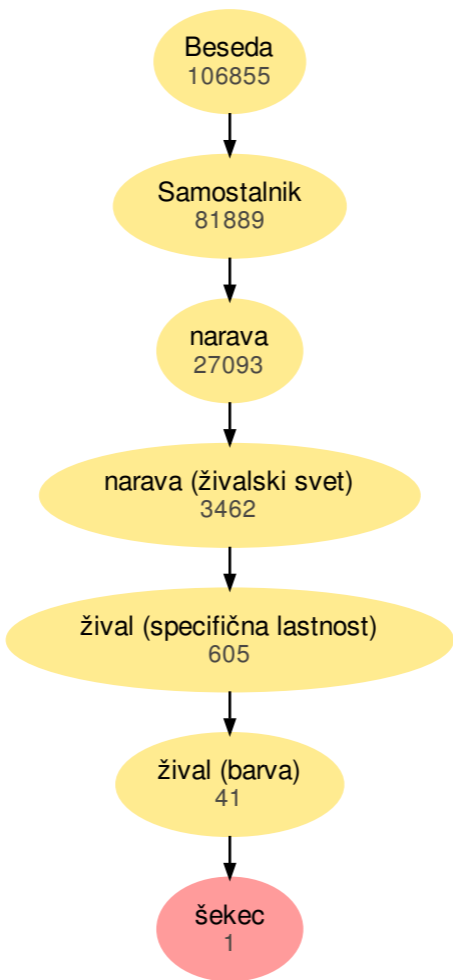 Beseda
106855
Samostalnik
81889
narava
27093
narava (živalski svet)
3462
žival (specifična lastnost)
605
žival (barva)
41
šekec
1